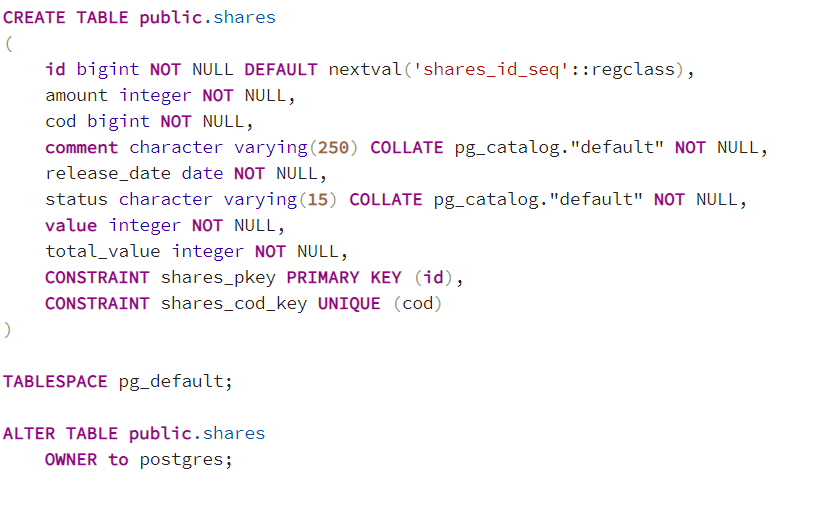 CREATE TABLE public.shares
(
    id bigint NOT NULL DEFAULT nextval('shares_id_seq'::regclass),
    amount integer NOT NULL,
    cod bigint NOT NULL,
    comment character varying(250) COLLATE pg_catalog."default" NOT NULL,
    release_date date NOT NULL,
    status character varying(15) COLLATE pg_catalog."default" NOT NULL,
    value integer NOT NULL,
    total_value integer NOT NULL,
    CONSTRAINT shares_pkey PRIMARY KEY (id),
    CONSTRAINT shares_cod_key UNIQUE (cod)
)

TABLESPACE pg_default;

ALTER TABLE public.shares
    OWNER to postgres;